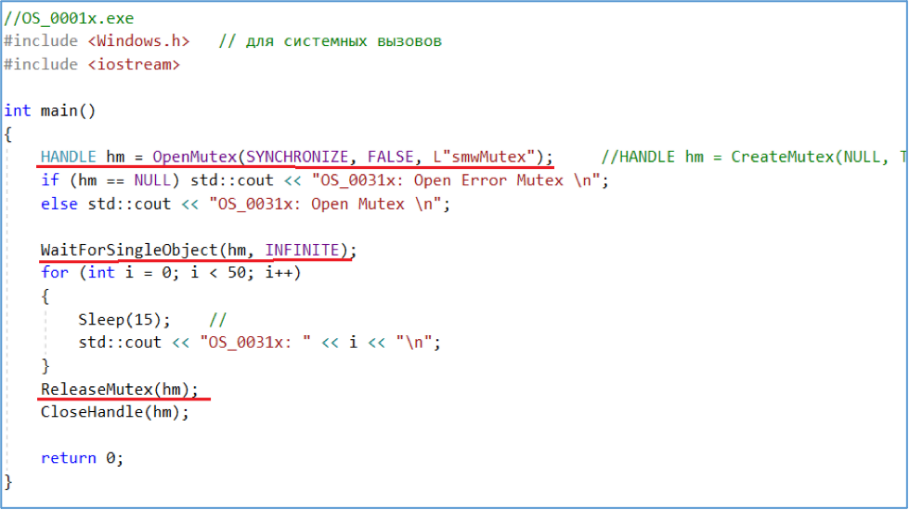 //OS_0001x.exe
#include <Windows.h>   // для системных вызовов
#include <iostream>
int main()
{
    HANDLE hm = OpenMutex(SYNCHRONIZE, FALSE, L"smwMutex");     //HANDLE hm = CreateMutex(NULL, T
    if (hm == NULL) std::cout << "OS_0031x: Open Error Mutex \n";
    else std::cout << "OS_0031x: Open Mutex \n";
    WaitForSingleObject(hm, INFINITE);
    for (int i = 0; i < 50; i++)
    {
        Sleep(15);    //
        std::cout << "OS_0031x: " << i << "\n";
    }
    ReleaseMutex(hm);
    CloseHandle(hm);
    return 0;
}